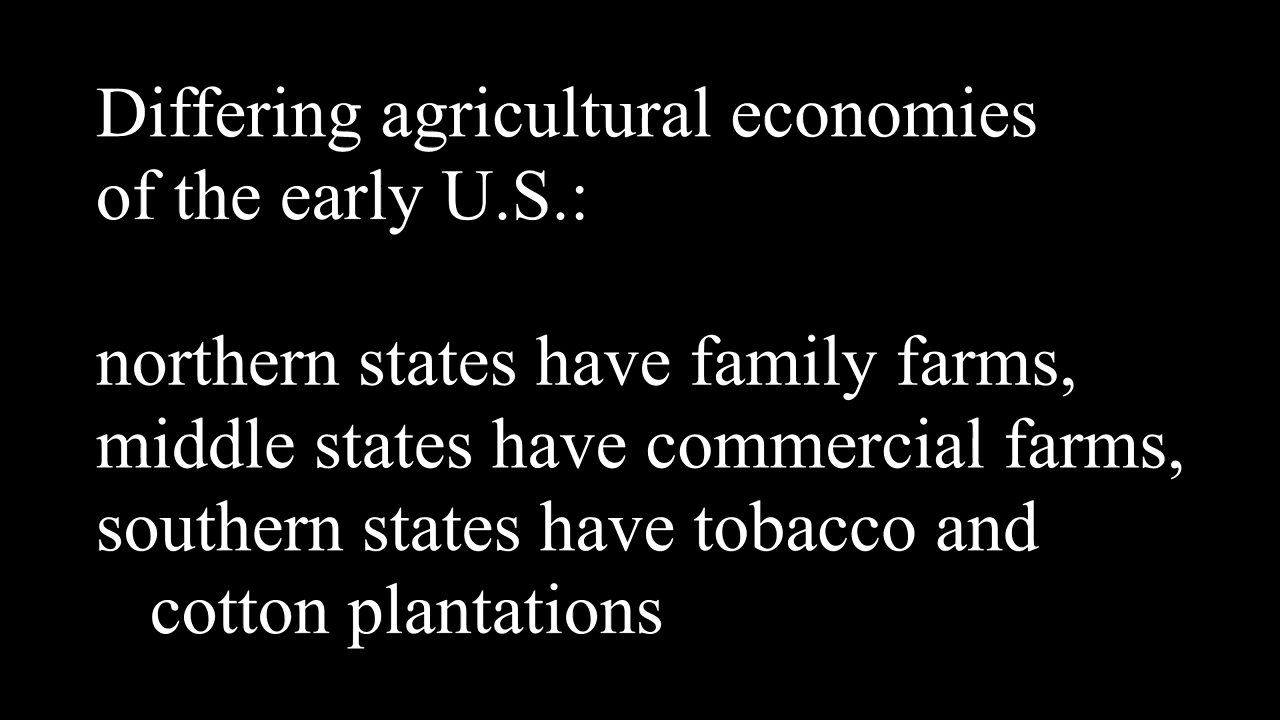 Differing agricultural economies
of the early U.S.:
northern states have family farms,
middle states have commercial farms,
southern states have tobacco and
cotton plantations